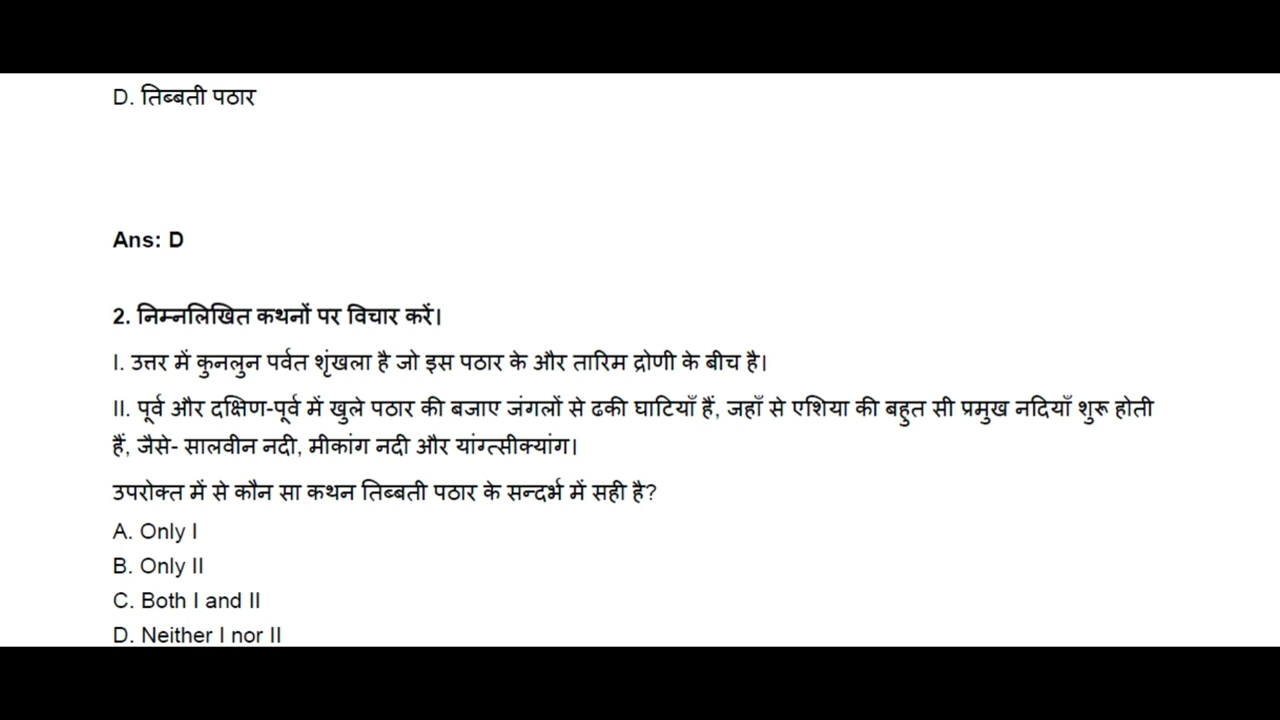 D. तिब्बती पठार
Ans: D
2. निम्नलिखित कथनों पर विचार करें।
I. उत्तर में कुनलुन पर्वत शृंखला है जो इस पठार के और तारिम द्रोणी के बीच है।
II. पूर्व और दक्षिण-पूर्व में खुले पठार की बजाए जंगलों से ढकी घाटियाँ हैं, जहाँ से एशिया की बहुत सी प्रमुख नदियाँ शुरू होती
हैं, जैसे- सालवीन नदी, मीकांग नदी और यांग्त्सीक्यांग।
उपरोक्त में से कौन सा कथन तिब्बती पठार के सन्दर्भ में सही है?
A. Only I
B. Only II
C. Both I and II
D. Neither I nor II